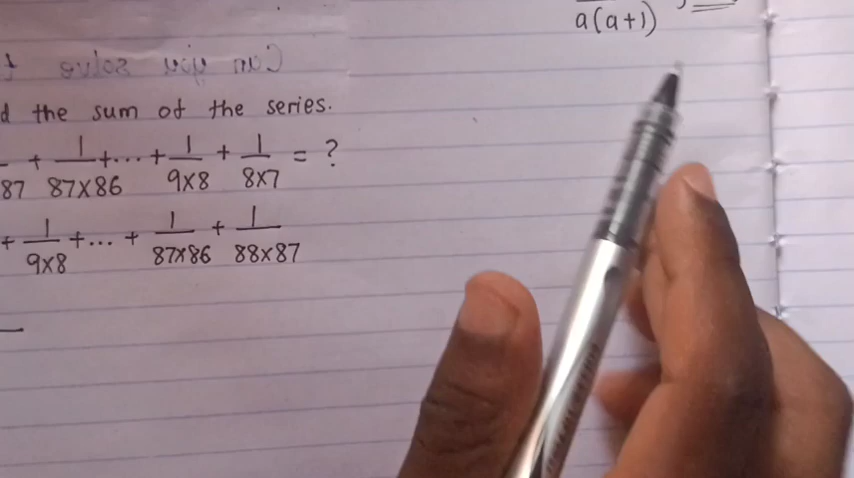 a(a+1)
d the sum of the series.
+ 1/87×86 +...+ 1/9×8 + 1/8×7 = ?
+ 1/9×8 +...+ 1/87×86 + 1/88×87